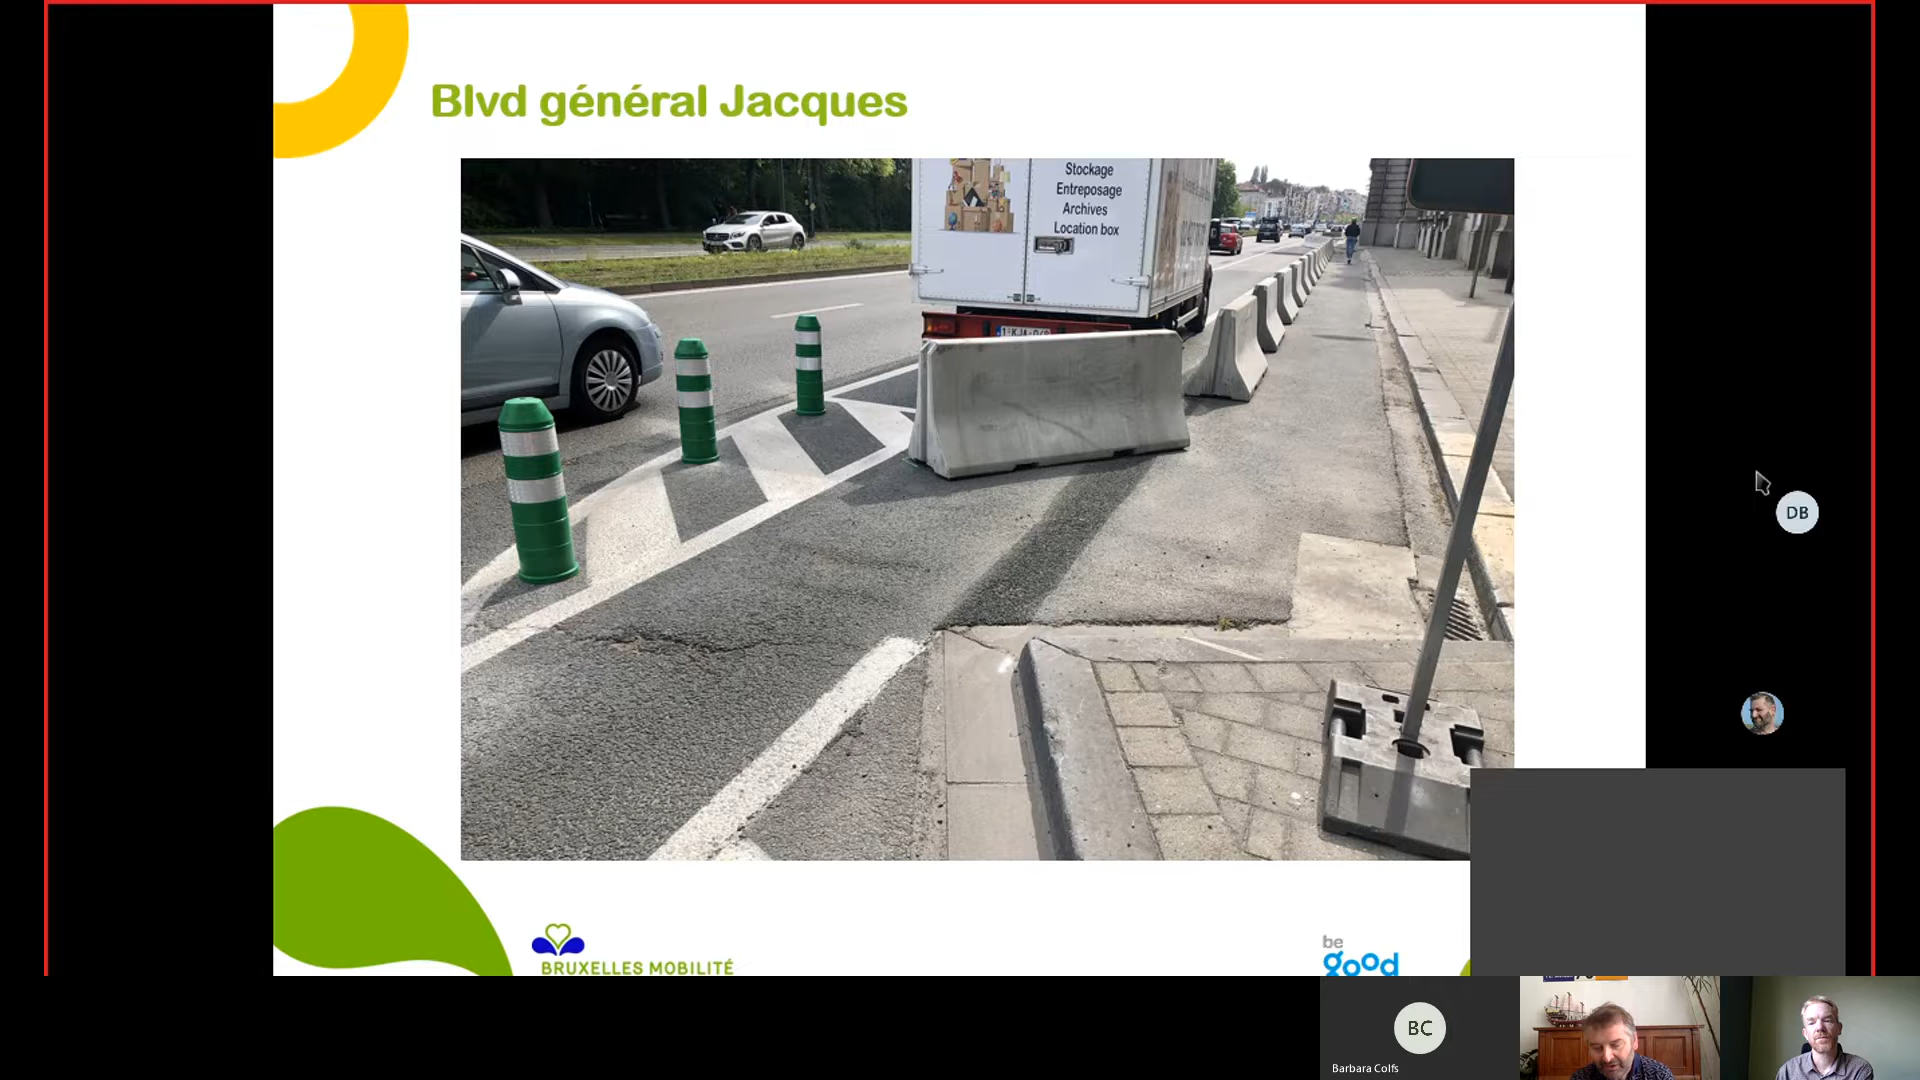 Blvd général Jacques
Stockage
Entreposage
Archives
Location box
DB
BRUXELLES MOBILITÉ
be
good
BC
Barbara Colfs